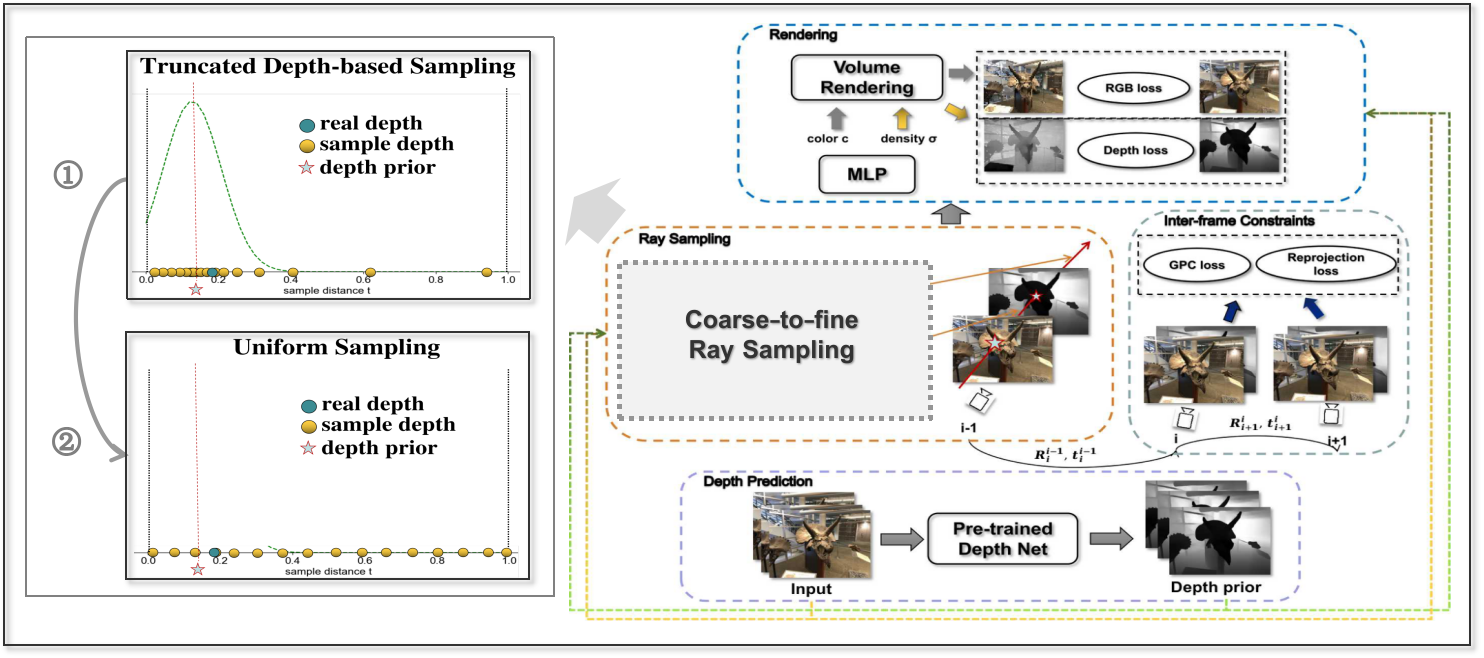 Truncated Depth-based Sampling
real depth
sample depth
depth prior
0.0 0.2 0.4 0.6 0.8 1.0
sample distance t
①
②
Uniform Sampling
real depth
sample depth
depth prior
0.0 0.2 0.4 0.6 0.8 1.0
sample distance t
Rendering
Volume
Rendering
color c
density σ
MLP
RGB loss
Depth loss
Ray Sampling
Coarse-to-fine
Ray Sampling
i-1
Inter-frame Constraints
GPC loss
Reprojection
loss
i
i+1
R_i^{i-1}, t_i^{i-1}
R_{i+1}^i, t_{i+1}^i
Depth Prediction
Input
Pre-trained
Depth Net
Depth prior